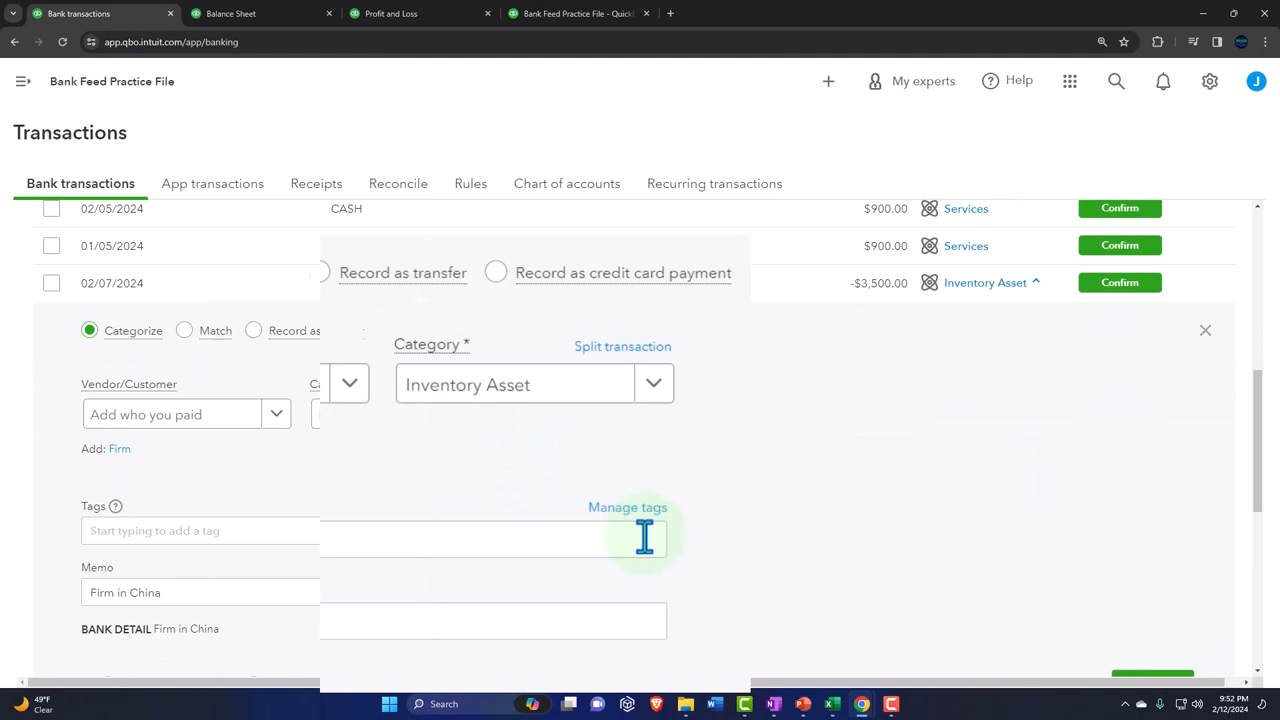 Bank transactions
Balance Sheet
Profit and Loss
Bank Feed Practice File - Quick
app.qbo.intuit.com/app/banking
Bank Feed Practice File
My experts
Help
J
Transactions
Bank transactions App transactions Receipts Reconcile Rules Chart of accounts Recurring transactions
02/05/2024 CASH $900.00 Services Confirm
01/05/2024 $900.00 Services Confirm
02/07/2024 -$3,500.00 Inventory Asset Confirm
Record as transfer Record as credit card payment
Categorize Match Record as
Category * Split transaction
Vendor/Customer
Inventory Asset
Add who you paid
Add: Firm
Tags ? Manage tags
Start typing to add a tag
Memo
Firm in China
BANK DETAIL Firm in China
49°F
Clear
Search
9:52 PM
2/12/2024